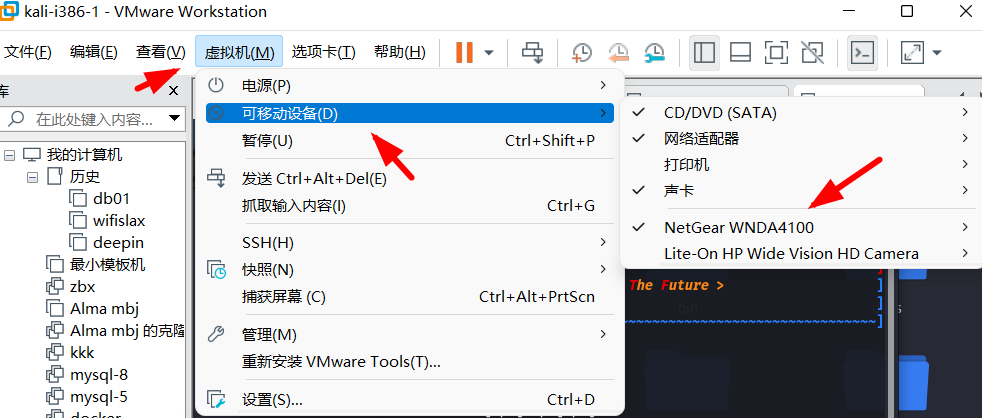 kali-i386-1 - VMware Workstation
文件(F) 编辑(E) 查看(V) 虚拟机(M) 选项卡(T) 帮助(H)
库
在此处键入内容...
我的计算机
历史
db01
wifislax
deepin
最小模板机
zbx
Alma mbj
Alma mbj 的克隆
kkk
mysql-8
mysql-5
docker
电源(P)
可移动设备(D)
暂停(U) Ctrl+Shift+P
发送 Ctrl+Alt+Del(E)
抓取输入内容(I) Ctrl+G
SSH(H)
快照(N)
捕获屏幕 (C) Ctrl+Alt+PrtScn
管理(M)
重新安装 VMware Tools(T)...
设置(S)... Ctrl+D
CD/DVD (SATA)
网络适配器
打印机
声卡
NetGear WNDA4100
Lite-On HP Wide Vision HD Camera
The Future > ]
~~~~~~~~~~~~~~~~~~~~~~~~~~~~]